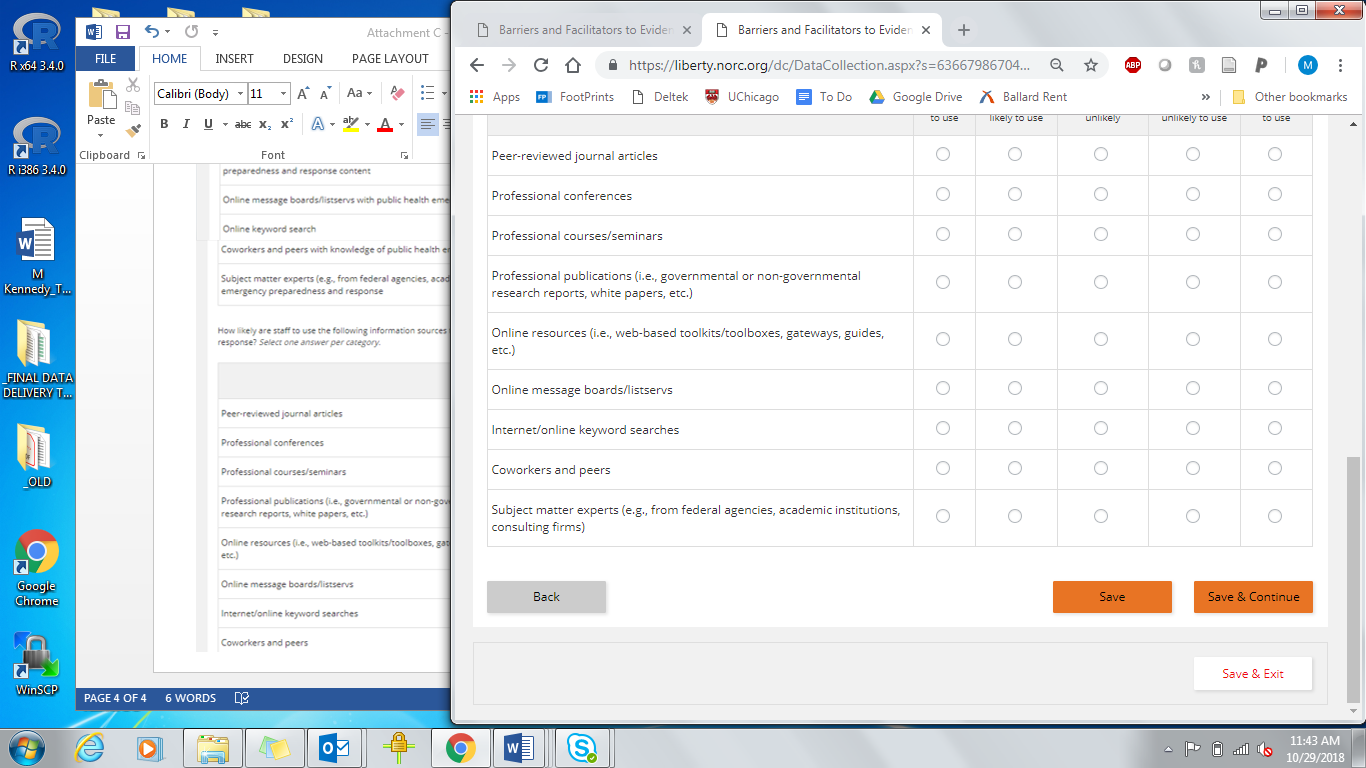 R x64 3.4.0
R i386 3.4.0
M
Kennedy_T...
_FINAL DATA
DELIVERY T...
_OLD
Google
Chrome
WinSCP
Attachment C -
FILE
HOME
INSERT
DESIGN
PAGE LAYOUT
Paste
Calibri (Body)
11
Aa
B I U abc x₂ x²
A aby A
Clipboard
Font
preparedness and response content
Online message boards/listservs with public health eme
Online keyword search
Coworkers and peers with knowledge of public health e
Subject matter experts (e.g., from federal agencies, aca
emergency preparedness and response
How likely are staff to use the following information sources
response? Select one answer per category.
Peer-reviewed journal articles
Professional conferences
Professional courses/seminars
Professional publications (i.e., governmental or non-gov
research reports, white papers, etc.)
Online resources (i.e., web-based toolkits/toolboxes, gat
etc.)
Online message boards/listservs
Internet/online keyword searches
Coworkers and peers
PAGE 4 OF 4
6 WORDS
Barriers and Facilitators to Eviden
Barriers and Facilitators to Eviden
https://liberty.norc.org/dc/DataCollection.aspx?s=63667986704...
ABP
M
Apps
FP
FootPrints
Deltek
UChicago
To Do
Google Drive
Ballard Rent
»
Other bookmarks
to use
likely to use
unlikely
unlikely to use
to use
Peer-reviewed journal articles
Professional conferences
Professional courses/seminars
Professional publications (i.e., governmental or non-governmental
research reports, white papers, etc.)
Online resources (i.e., web-based toolkits/toolboxes, gateways, guides,
etc.)
Online message boards/listservs
Internet/online keyword searches
Coworkers and peers
Subject matter experts (e.g., from federal agencies, academic institutions,
consulting firms)
Back
Save
Save & Continue
Save & Exit
11:43 AM
10/29/2018